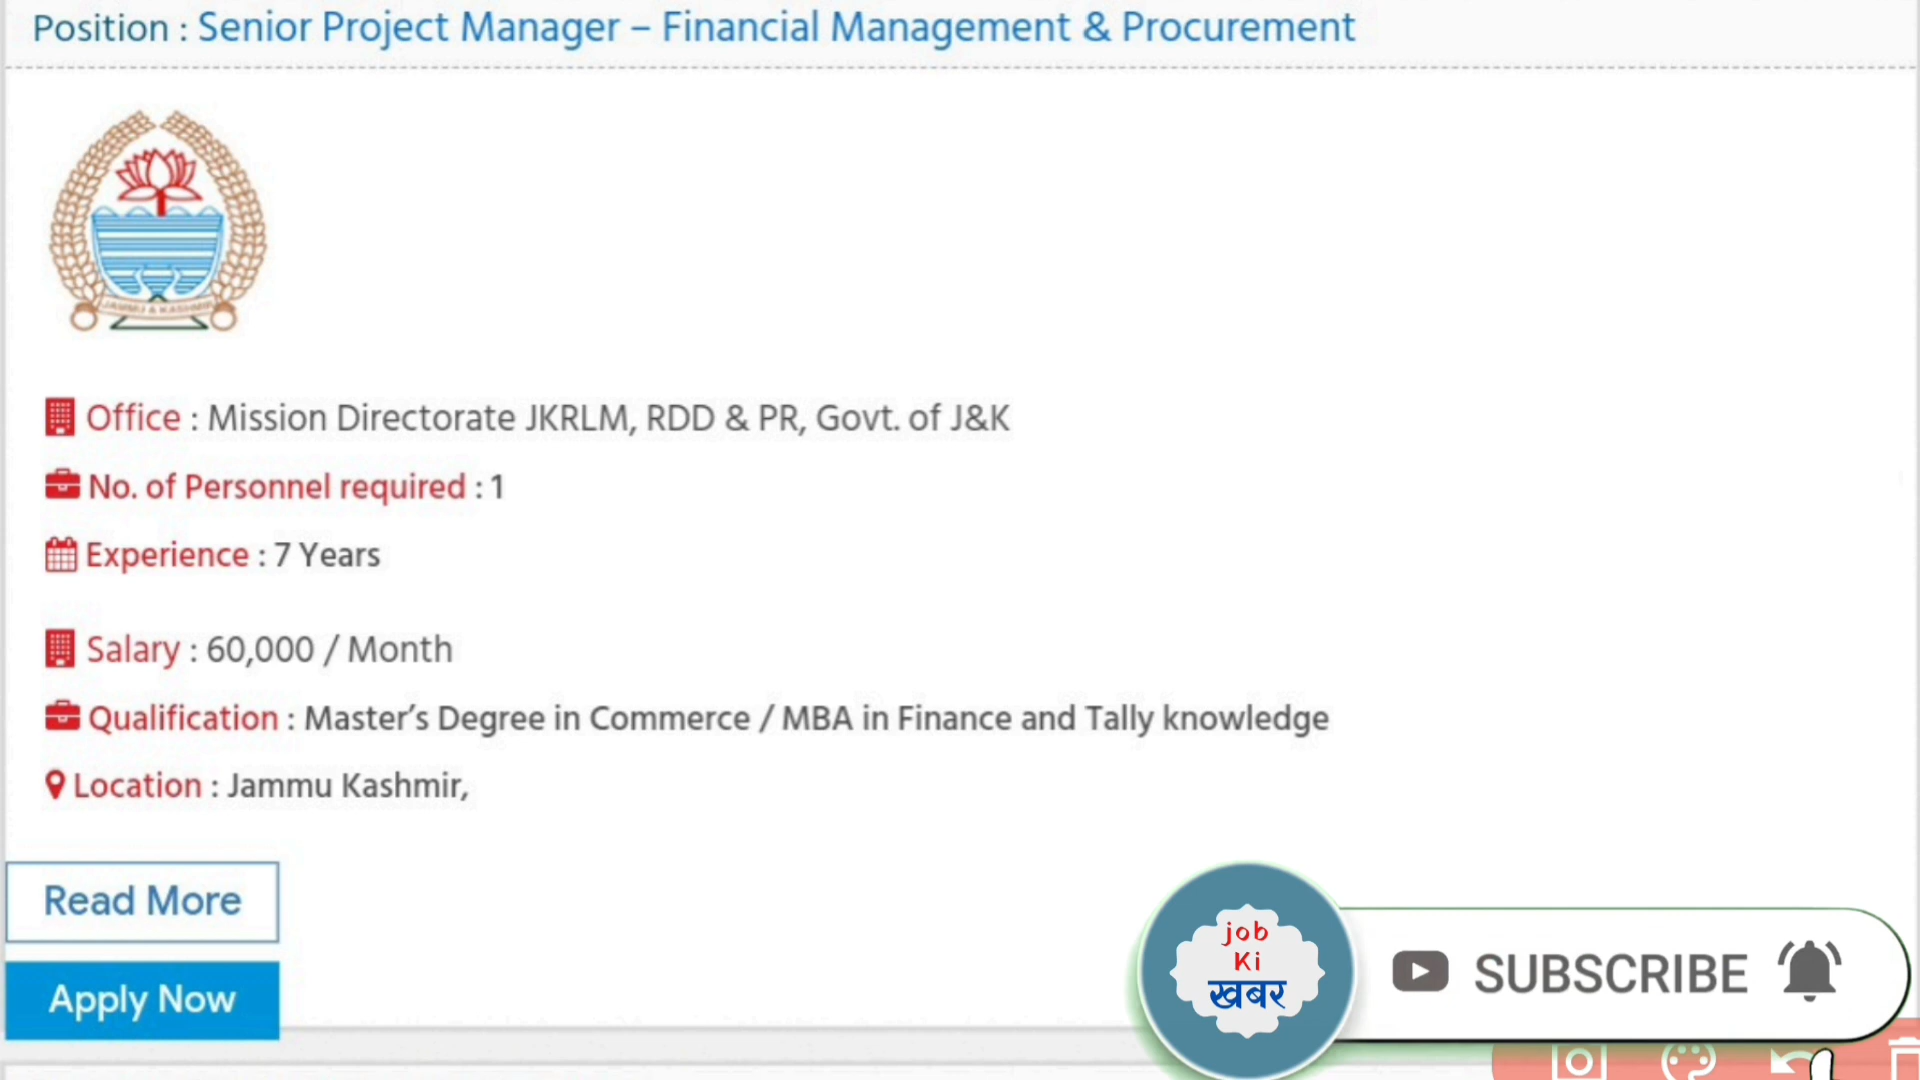 Position : Senior Project Manager – Financial Management & Procurement
JAMMU & KASHMIR
Office : Mission Directorate JKRLM, RDD & PR, Govt. of J&K
No. of Personnel required : 1
Experience : 7 Years
Salary : 60,000 / Month
Qualification : Master’s Degree in Commerce / MBA in Finance and Tally knowledge
Location : Jammu Kashmir,
Read More
Apply Now
job
Ki
खबर
SUBSCRIBE